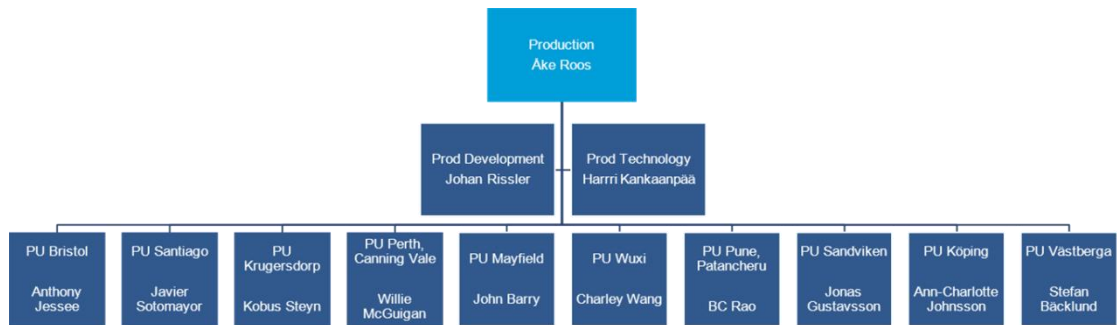 Production
Åke Roos
Prod Development
Johan Rissler
Prod Technology
Harrri Kankaanpää
PU Bristol
Anthony
Jessee
PU Santiago
Javier
Sotomayor
PU
Krugersdorp
Kobus Steyn
PU Perth,
Canning Vale
Willie
McGuigan
PU Mayfield
John Barry
PU Wuxi
Charley Wang
PU Pune,
Patancheru
BC Rao
PU Sandviken
Jonas
Gustavsson
PU Köping
Ann-Charlotte
Johnsson
PU Västberga
Stefan
Bäcklund